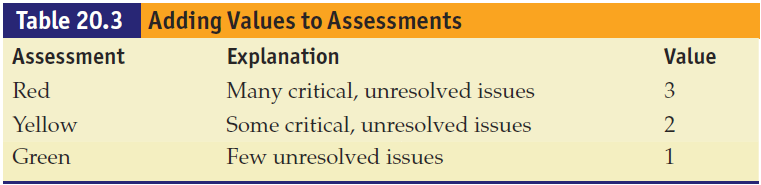 Table 20.3 Adding Values to Assessments
Assessment Explanation Value
Red Many critical, unresolved issues 3
Yellow Some critical, unresolved issues 2
Green Few unresolved issues 1